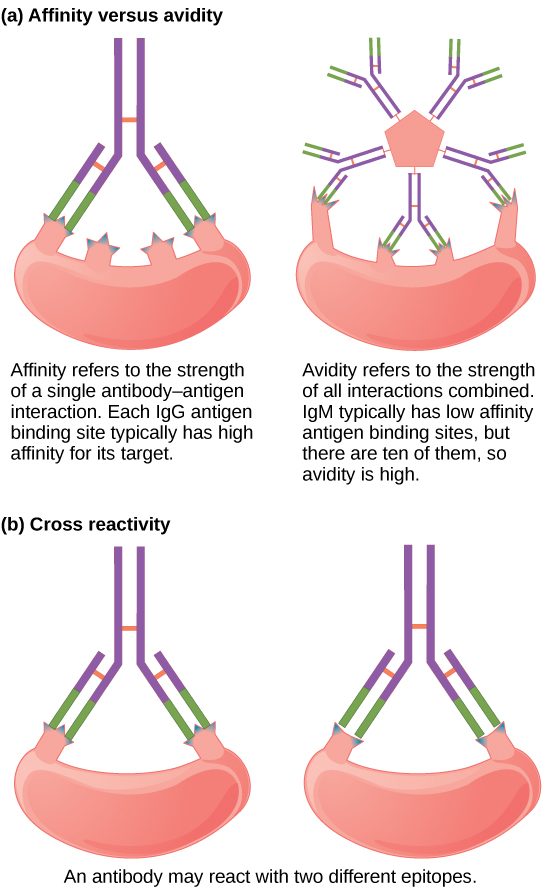 (a) Affinity versus avidity
Affinity refers to the strength
of a single antibody–antigen
interaction. Each IgG antigen
binding site typically has high
affinity for its target.
Avidity refers to the strength
of all interactions combined.
IgM typically has low affinity
antigen binding sites, but
there are ten of them, so
avidity is high.
(b) Cross reactivity
An antibody may react with two different epitopes.